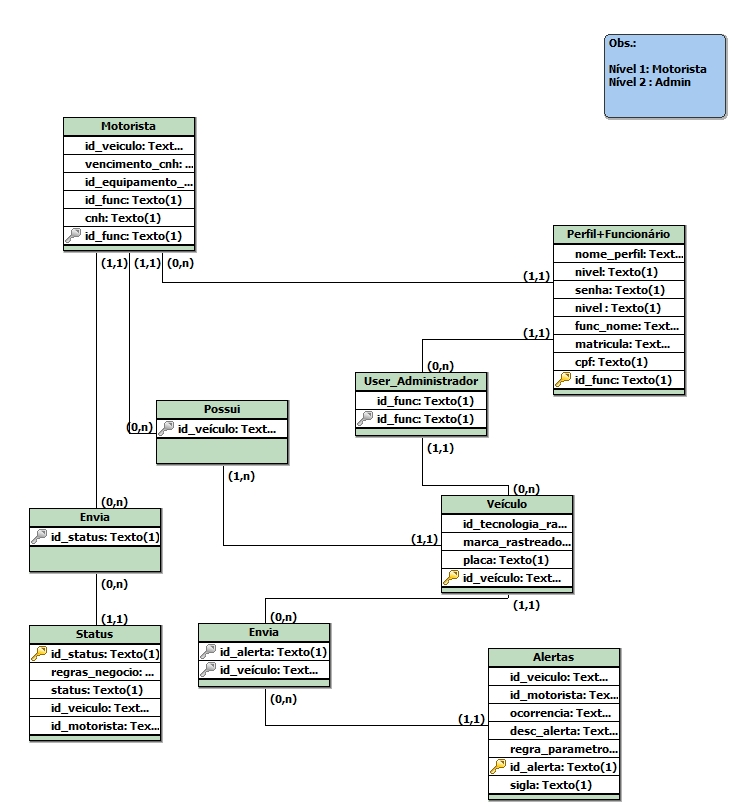 Obs.:
Nível 1: Motorista
Nível 2 : Admin
Motorista
id_veiculo: Text...
vencimento_cnh: ...
id_equipamento_...
id_func: Texto(1)
cnh: Texto(1)
id_func: Texto(1)
(1,1) (1,1) (0,n)
Perfil+Funcionário
nome_perfil: Text...
nivel: Texto(1)
senha: Texto(1)
nivel : Texto(1)
func_nome: Text...
matricula: Text...
cpf: Texto(1)
id_func: Texto(1)
(1,1)
(1,1)
(0,n)
User_Administrador
id_func: Texto(1)
id_func: Texto(1)
(1,1)
Possui
id_veículo: Text...
(0,n)
(1,n)
(0,n)
Veículo
id_tecnologia_ra...
marca_rastreado...
placa: Texto(1)
id_veículo: Text...
(1,1)
(1,1)
(0,n)
Envia
id_status: Texto(1)
(0,n)
(1,1)
Status
id_status: Texto(1)
regras_negocio: ...
status: Texto(1)
id_veiculo: Text...
id_motorista: Tex...
(0,n)
Envia
id_alerta: Texto(1)
id_veículo: Text...
(0,n)
(1,1)
Alertas
id_veiculo: Text...
id_motorista: Tex...
ocorrencia: Text...
desc_alerta: Text...
regra_parametro...
id_alerta: Texto(1)
sigla: Texto(1)